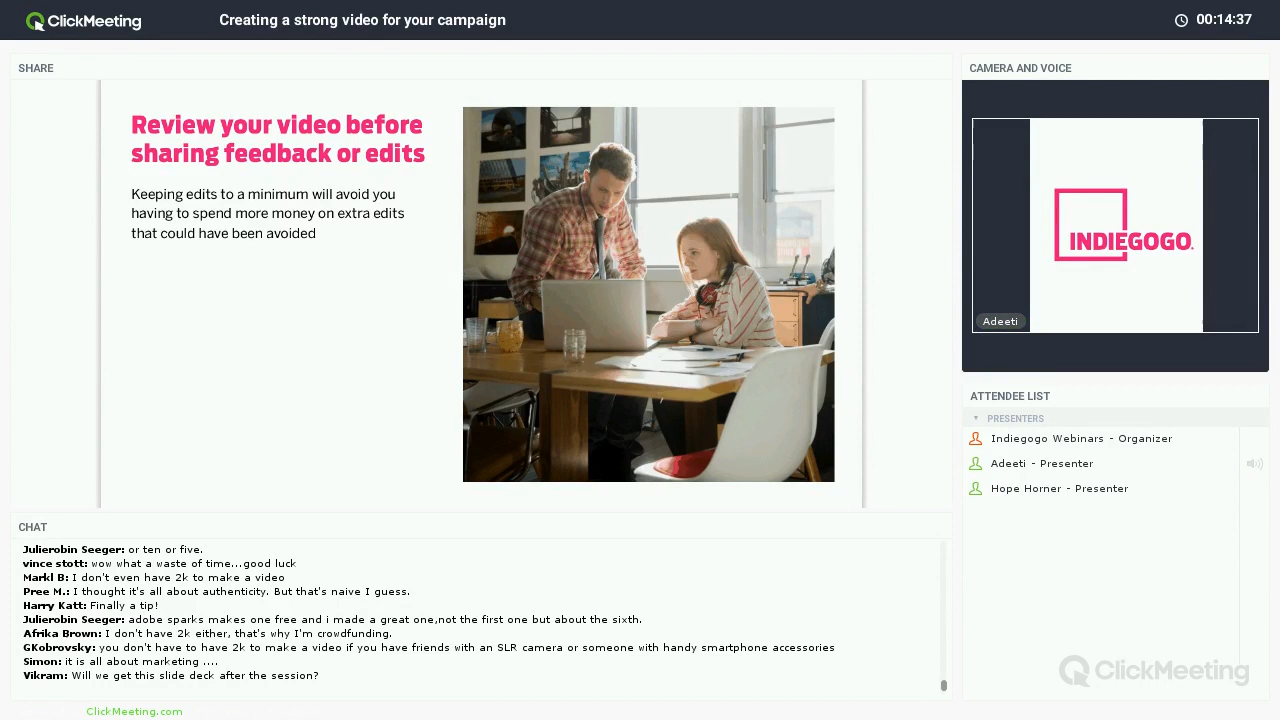 ClickMeeting
Creating a strong video for your campaign
00:14:37
SHARE
Review your video before
sharing feedback or edits
Keeping edits to a minimum will avoid you
having to spend more money on extra edits
that could have been avoided
CAMERA AND VOICE
INDIEGOGO.
Adeeti
ATTENDEE LIST
PRESENTERS
Indiegogo Webinars - Organizer
Adeeti - Presenter
Hope Horner - Presenter
CHAT
Julierobin Seeger: or ten or five.
vince stott: wow what a waste of time...good luck
Markl B: I don't even have 2k to make a video
Pree M.: I thought it's all about authenticity. But that's naive I guess.
Harry Katt: Finally a tip!
Julierobin Seeger: adobe sparks makes one free and i made a great one,not the first one but about the sixth.
Afrika Brown: I don't have 2k either, that's why I'm crowdfunding.
GKobrovsky: you don't have to have 2k to make a video if you have friends with an SLR camera or someone with handy smartphone accessories
Simon: it is all about marketing ....
Vikram: Will we get this slide deck after the session?
ClickMeeting
ClickMeeting.com